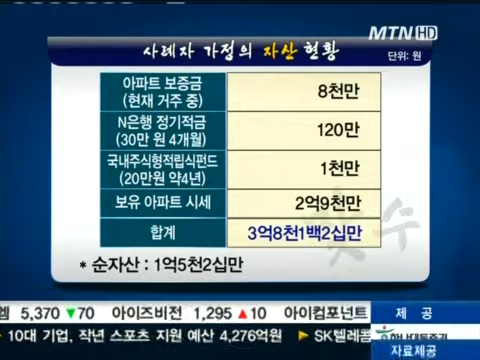 MTN HD
사례자 가정의 자산 현황
단위: 원
아파트 보증금
(현재 거주 중)
8천만
N은행 정기적금
(30만 원 4개월)
120만
국내주식형적립식펀드
(20만원 약4년)
1천만
보유 아파트 시세
2억9천만
합계
3억8천1백2십만
* 순자산 : 1억5천2십만
엠 5,370 ▼70 아이즈비전 1,295 ▲10 아이컴포넌트
제 공
10대 기업, 작년 스포츠 지원 예산 4,276억원 ▶ SK텔레콤
자료제공